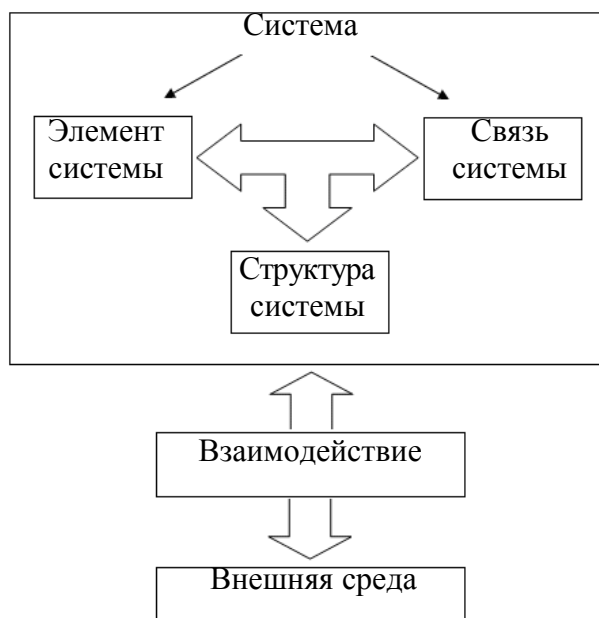 Система
Элемент
системы
Связь
системы
Структура
системы
Взаимодействие
Внешняя среда